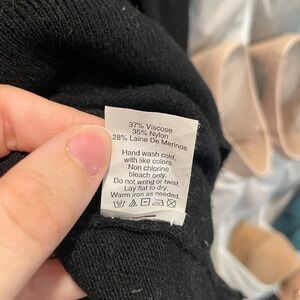 37% Viscose
35% Nylon
28% Laine De Merinos
Hand wash cold,
with like colors.
Non chlorine
bleach only.
Do not wring or twist.
Lay flat to dry.
Warm iron as needed.